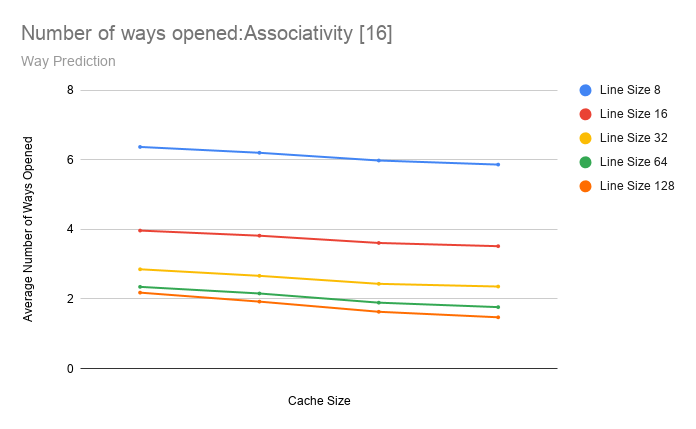 Number of ways opened:Associativity [16]
Way Prediction
8
6
4
2
0
Average Number of Ways Opened
Cache Size
Line Size 8
Line Size 16
Line Size 32
Line Size 64
Line Size 128